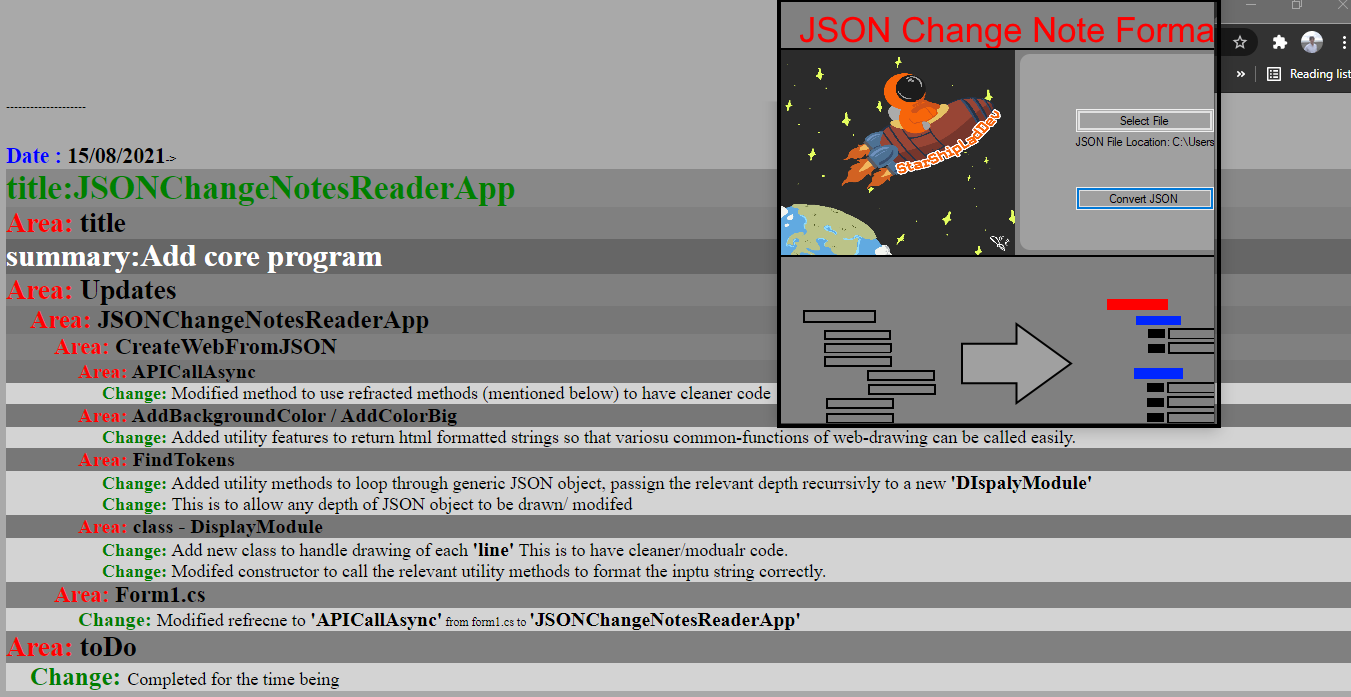 JSON Change Note Forma
Reading list
StarShipLadDev
Select File
JSON File Location: C:\Users
Convert JSON
--------------------
Date : 15/08/2021->
title:JSONChangeNotesReaderApp
Area: title
summary:Add core program
Area: Updates
Area: JSONChangeNotesReaderApp
Area: CreateWebFromJSON
Area: APICallAsync
Change: Modified method to use refracted methods (mentioned below) to have cleaner code
Area: AddBackgroundColor / AddColorBig
Change: Added utility features to return html formatted strings so that variosu common-functions of web-drawing can be called easily.
Area: FindTokens
Change: Added utility methods to loop through generic JSON object, passign the relevant depth recurrsivly to a new 'DIspalyModule'
Change: This is to allow any depth of JSON object to be drawn/ modifed
Area: class - DisplayModule
Change: Add new class to handle drawing of each 'line' This is to have cleaner/modualr code.
Change: Modifed constructor to call the relevant utility methods to format the inptu string correctly.
Area: Form1.cs
Change: Modified refrecne to 'APICallAsync' from form1.cs to 'JSONChangeNotesReaderApp'
Area: toDo
Change: Completed for the time being